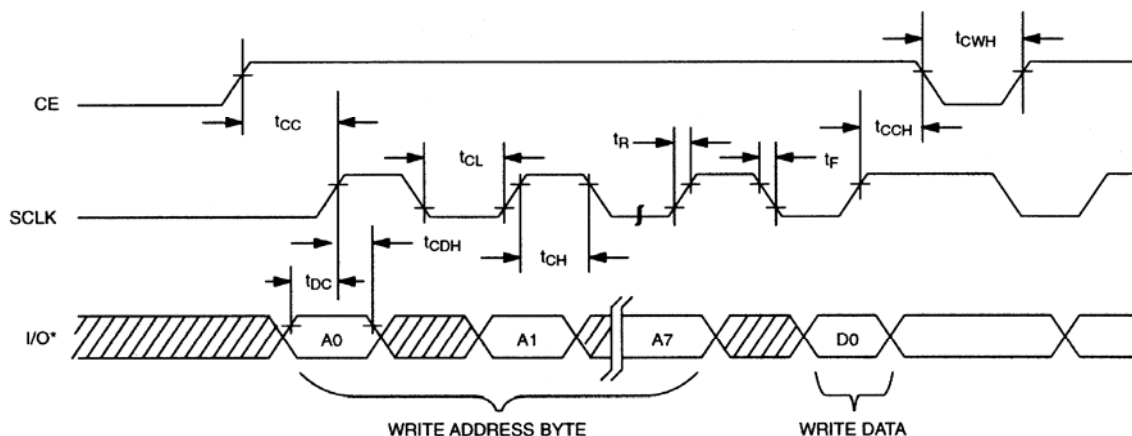 tCWH
CE
tCC
tCCH
tCL
tR
tF
SCLK
tCDH
tCH
tDC
I/O*
A0
A1
A7
D0
WRITE ADDRESS BYTE
WRITE DATA